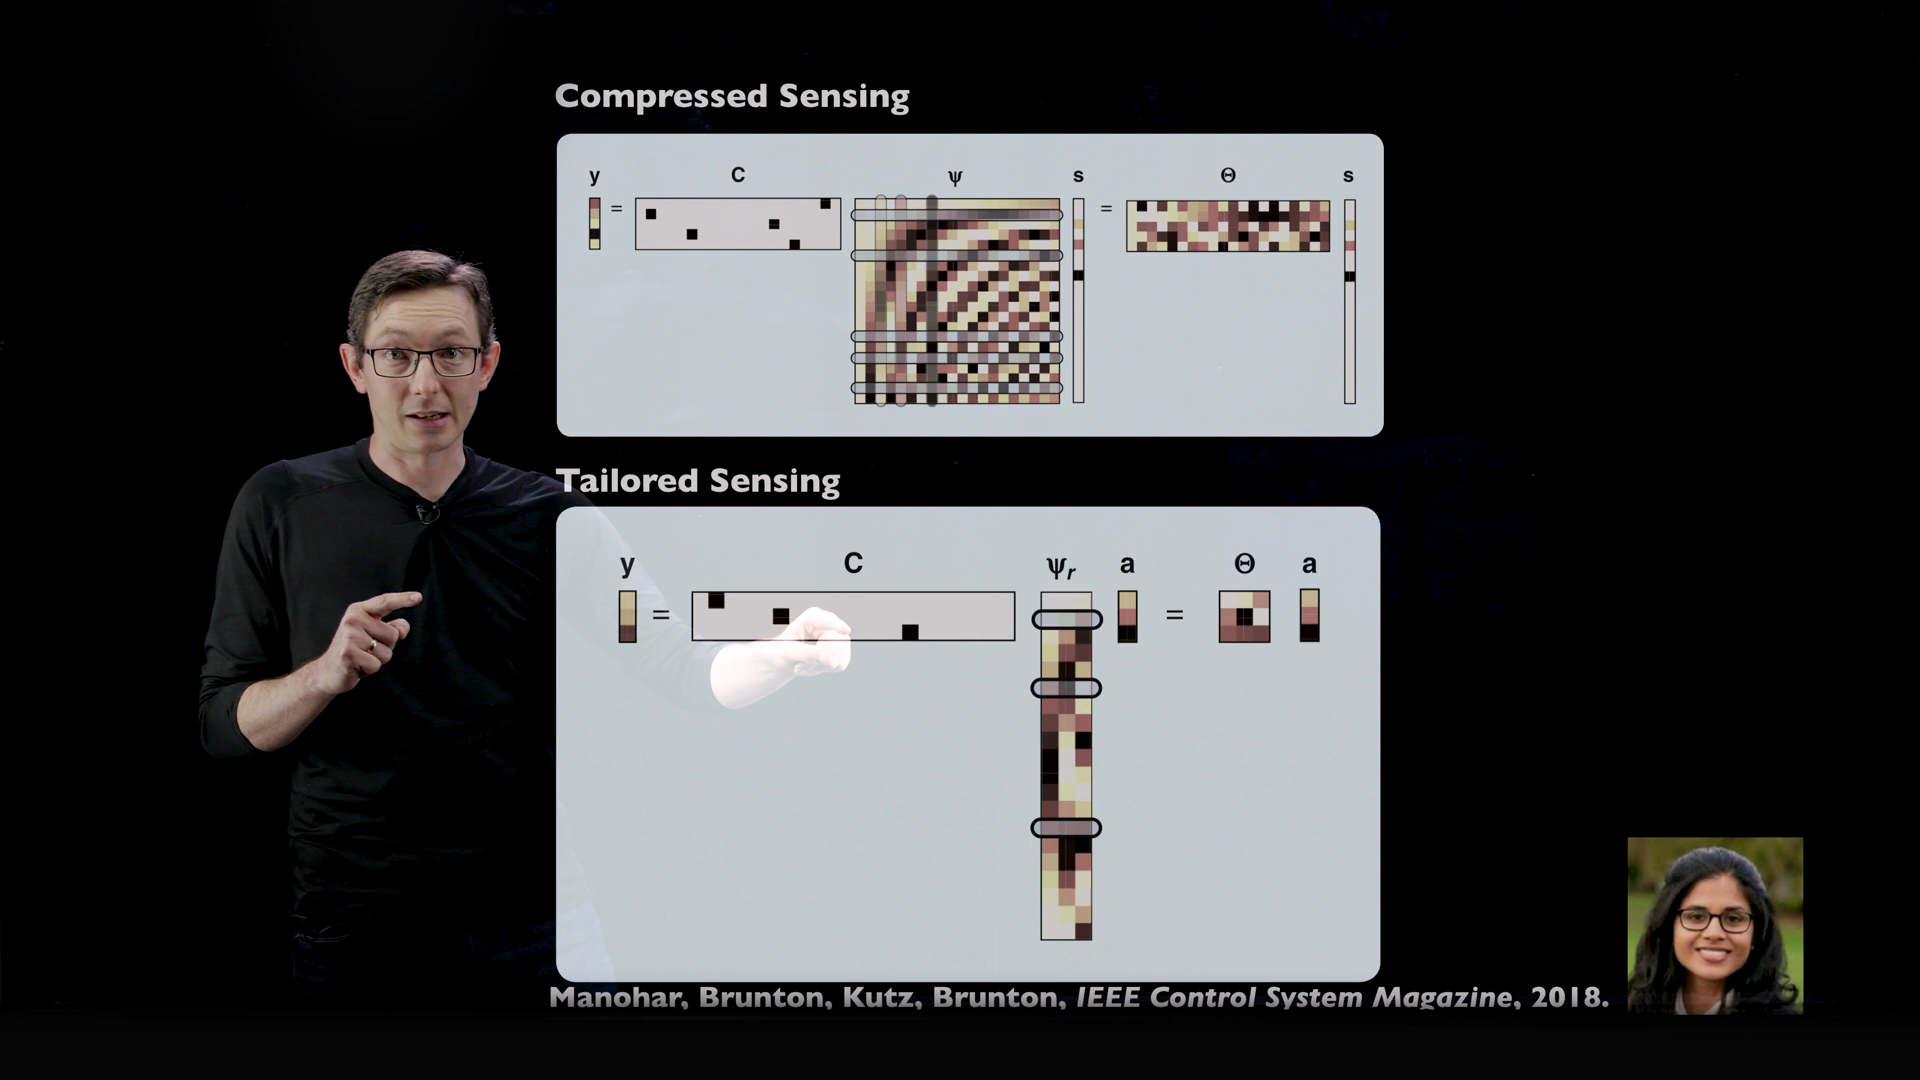 Compressed Sensing
y = C ψ s = Θ s
Tailored Sensing
y = C ψr a = Θ a
Manohar, Brunton, Kutz, Brunton, IEEE Control System Magazine, 2018.